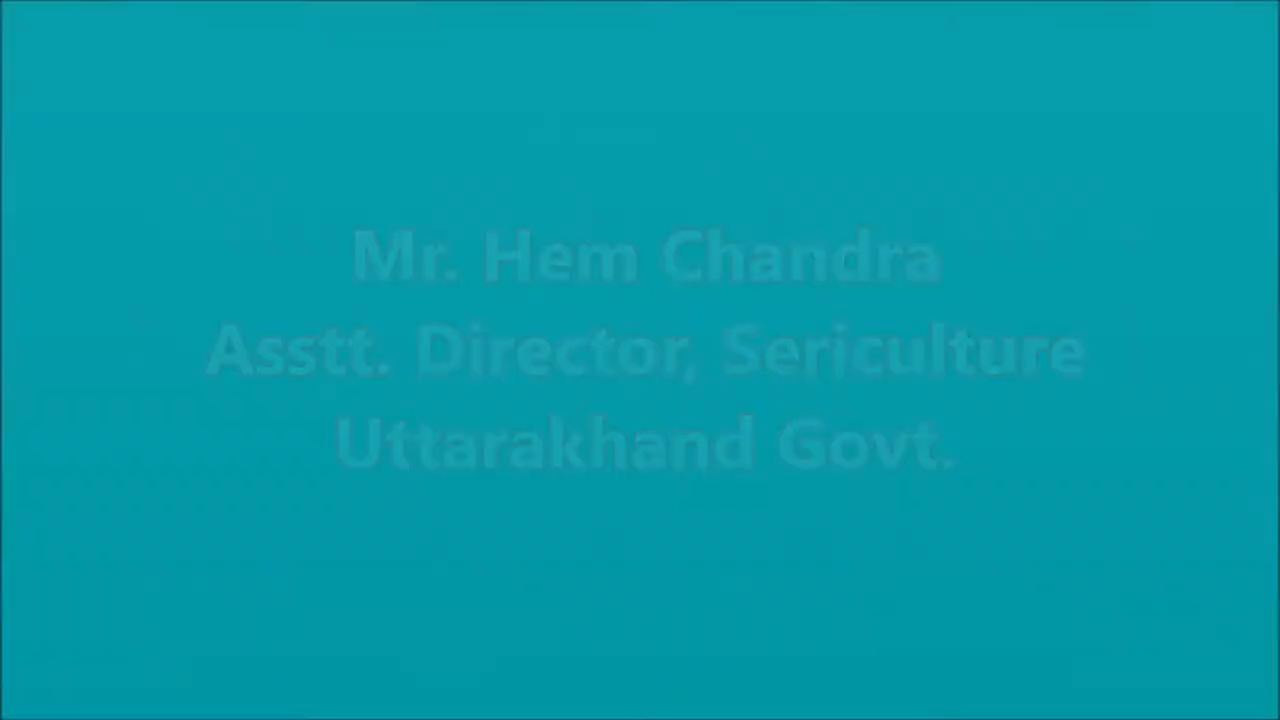 Mr. Hem Chandra
Asstt. Director, Sericulture
Uttarakhand Govt.